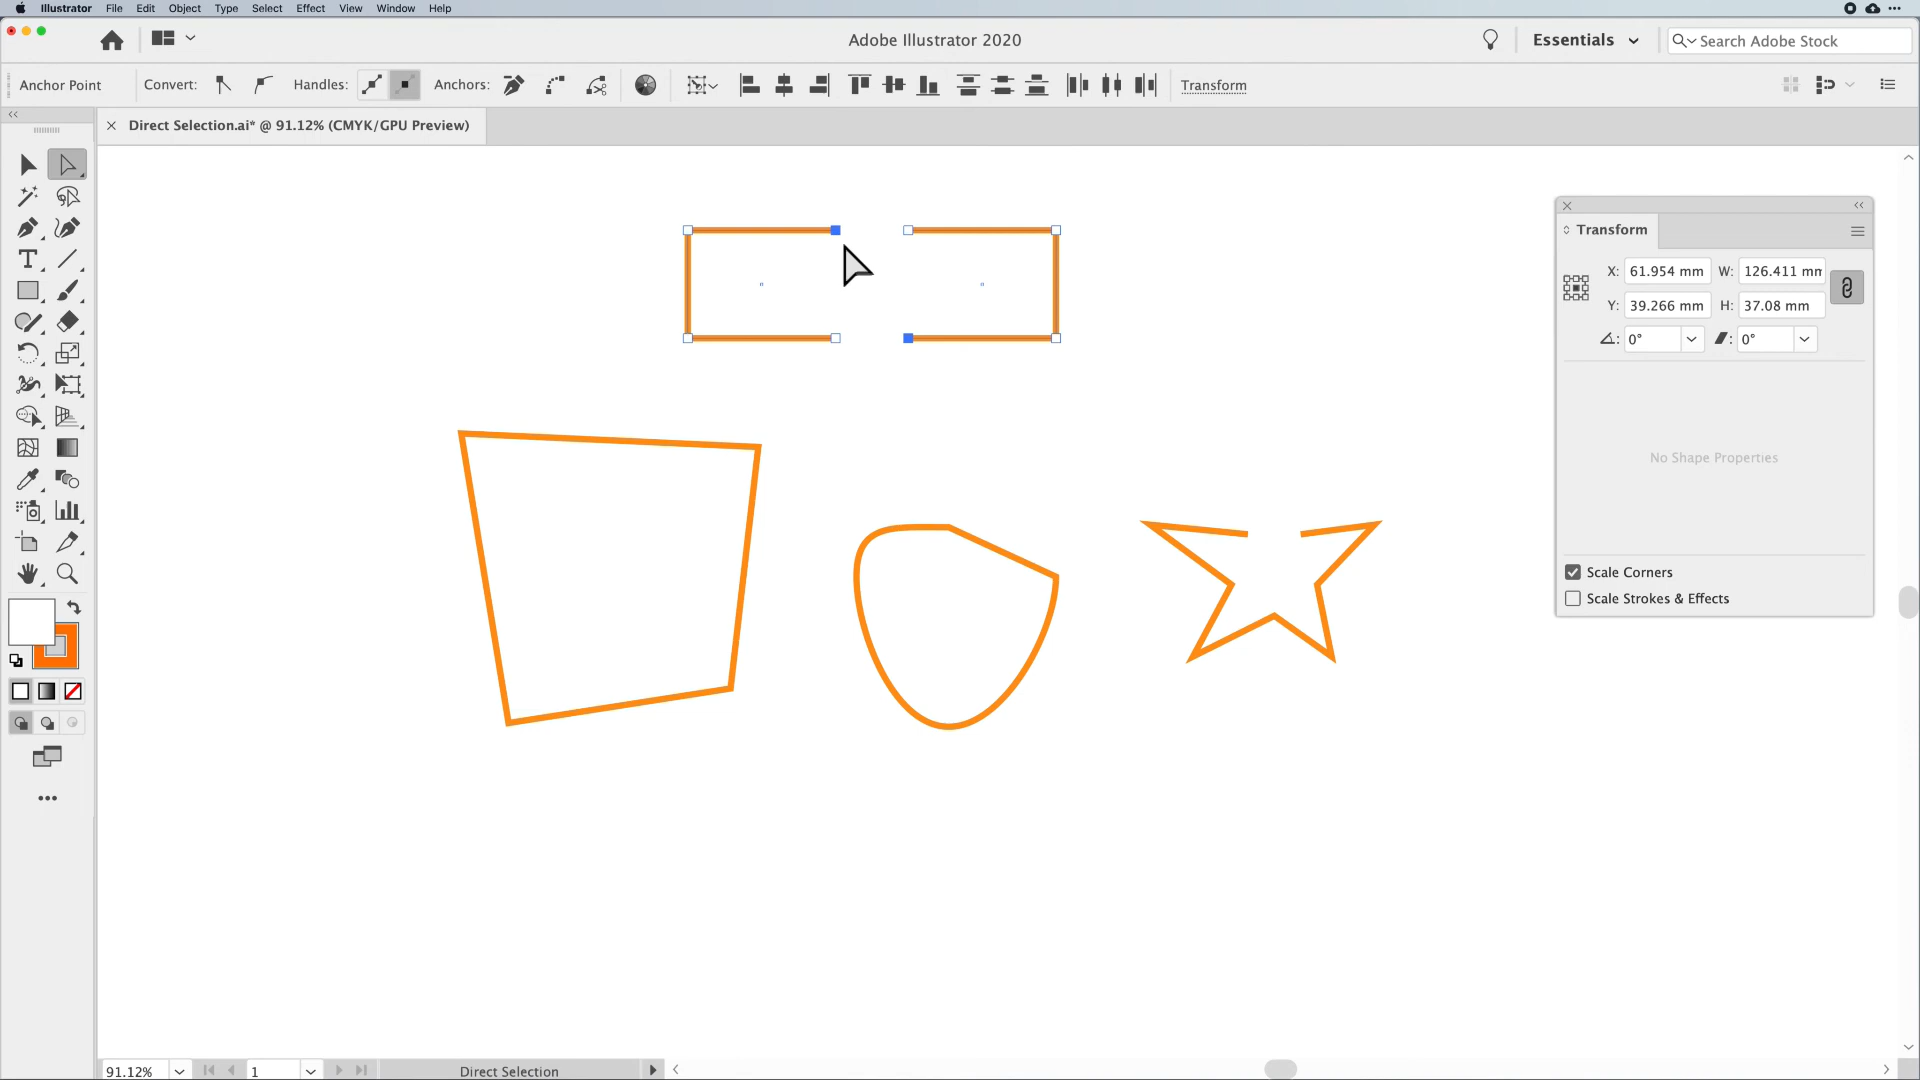 Illustrator File Edit Object Type Select Effect View Window Help
Adobe Illustrator 2020
Essentials
Search Adobe Stock
Anchor Point
Convert:
Handles:
Anchors:
Transform
Direct Selection.ai* @ 91.12% (CMYK/GPU Preview)
Transform
X: 61.954 mm W: 126.411 mm
Y: 39.266 mm H: 37.08 mm
0° 0°
No Shape Properties
Scale Corners
Scale Strokes & Effects
91.12% 1 Direct Selection